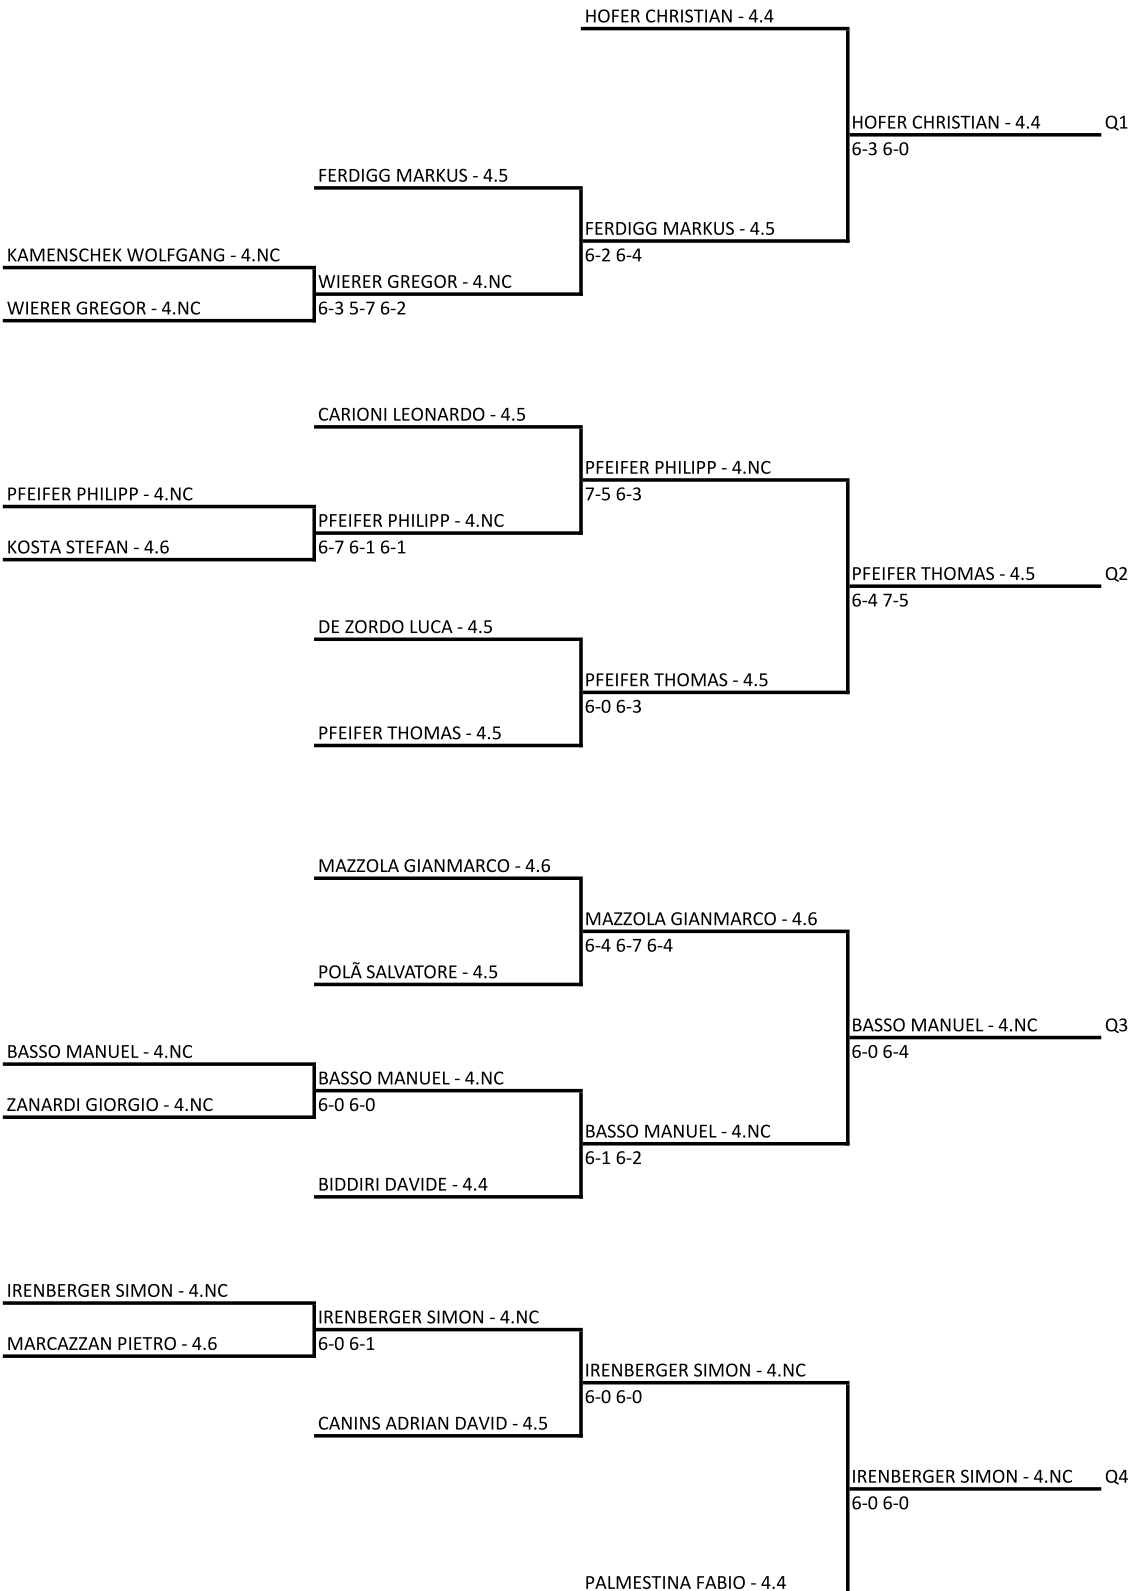 HOFER CHRISTIAN - 4.4
HOFER CHRISTIAN - 4.4 Q1
6-3 6-0
FERDIGG MARKUS - 4.5
FERDIGG MARKUS - 4.5
KAMENSCHEK WOLFGANG - 4.NC
6-2 6-4
WIERER GREGOR - 4.NC
WIERER GREGOR - 4.NC
6-3 5-7 6-2
CARIONI LEONARDO - 4.5
PFEIFER PHILIPP - 4.NC
PFEIFER PHILIPP - 4.NC
7-5 6-3
PFEIFER PHILIPP - 4.NC
KOSTA STEFAN - 4.6
6-7 6-1 6-1
PFEIFER THOMAS - 4.5 Q2
6-4 7-5
DE ZORDO LUCA - 4.5
PFEIFER THOMAS - 4.5
6-0 6-3
PFEIFER THOMAS - 4.5
MAZZOLA GIANMARCO - 4.6
MAZZOLA GIANMARCO - 4.6
6-4 6-7 6-4
POLÃ SALVATORE - 4.5
BASSO MANUEL - 4.NC Q3
BASSO MANUEL - 4.NC
6-0 6-4
BASSO MANUEL - 4.NC
ZANARDI GIORGIO - 4.NC
6-0 6-0
BASSO MANUEL - 4.NC
6-1 6-2
BIDDIRI DAVIDE - 4.4
IRENBERGER SIMON - 4.NC
IRENBERGER SIMON - 4.NC
MARCAZZAN PIETRO - 4.6
6-0 6-1
IRENBERGER SIMON - 4.NC
6-0 6-0
CANINS ADRIAN DAVID - 4.5
IRENBERGER SIMON - 4.NC Q4
6-0 6-0
PALMESTINA FABIO - 4.4